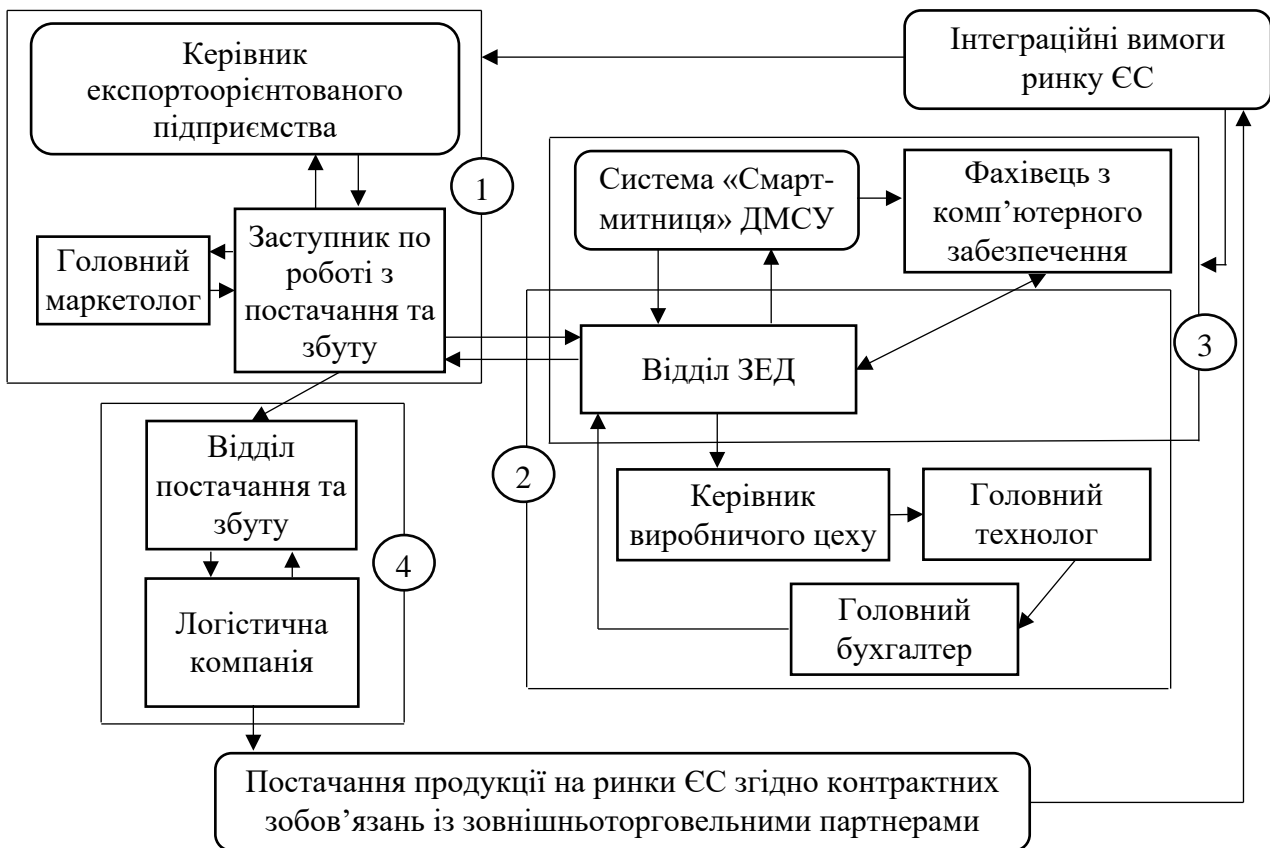 Керівник
експортоорієнтованого
підприємства
Інтеграційні вимоги
ринку ЄС
1
Система «Смарт-
митниця» ДМСУ
Фахівець з
комп’ютерного
забезпечення
Головний
маркетолог
Заступник по
роботі з
постачання та
збуту
Відділ ЗЕД
3
Відділ
постачання та
збуту
2
Керівник
виробничого цеху
Головний
технолог
4
Логістична
компанія
Головний
бухгалтер
Постачання продукції на ринки ЄС згідно контрактних
зобов’язань із зовнішньоторговельними партнерами